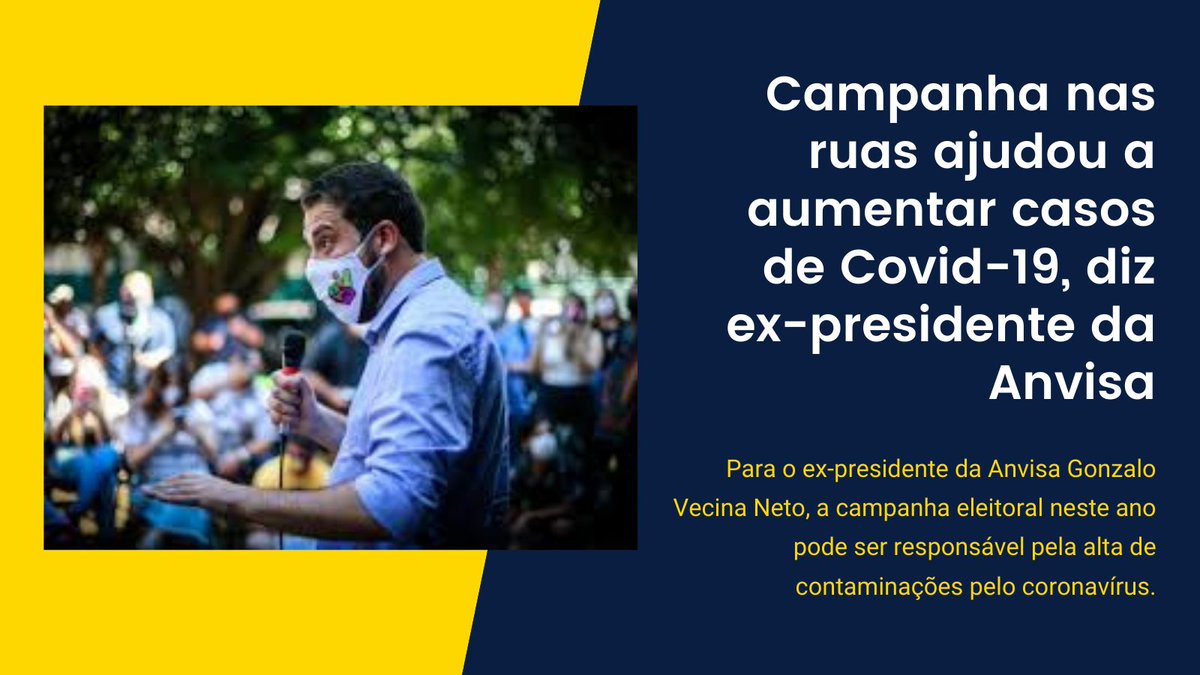 Campanha nas
ruas ajudou a
aumentar casos
de Covid-19, diz
ex-presidente da
Anvisa
Para o ex-presidente da Anvisa Gonzalo
Vecina Neto, a campanha eleitoral neste ano
pode ser responsável pela alta de
contaminações pelo coronavírus.